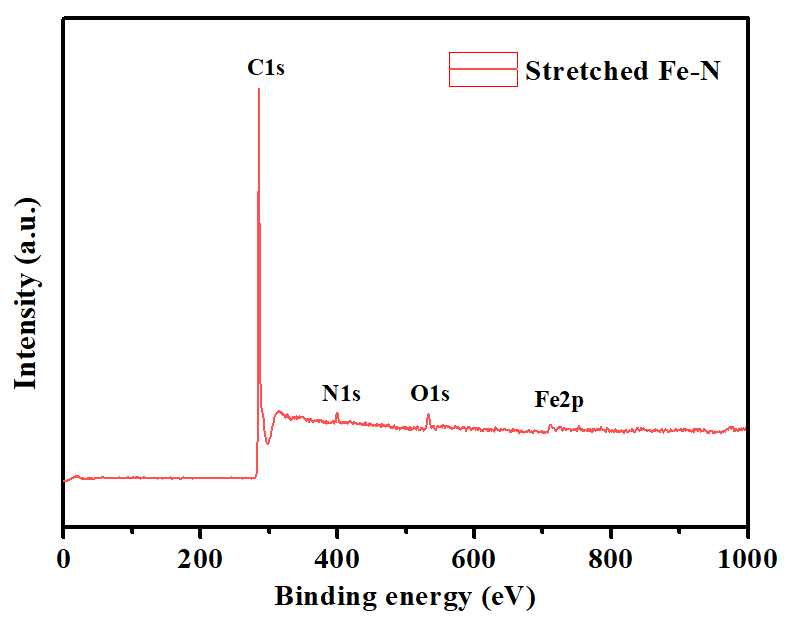 C1s
Stretched Fe-N
N1s
O1s
Fe2p
Intensity (a.u.)
0 200 400 600 800 1000
Binding energy (eV)